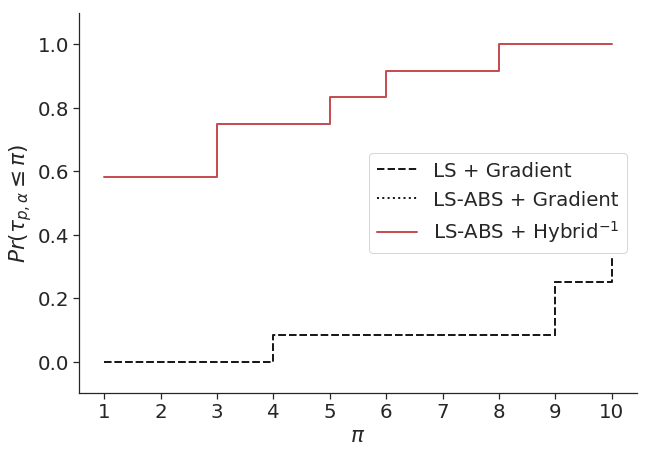 1.0
0.8
0.6
0.4
0.2
0.0
Pr(τp,α ≤ π)
LS + Gradient
LS-ABS + Gradient
LS-ABS + Hybrid⁻¹
1 2 3 4 5 6 7 8 9 10
π